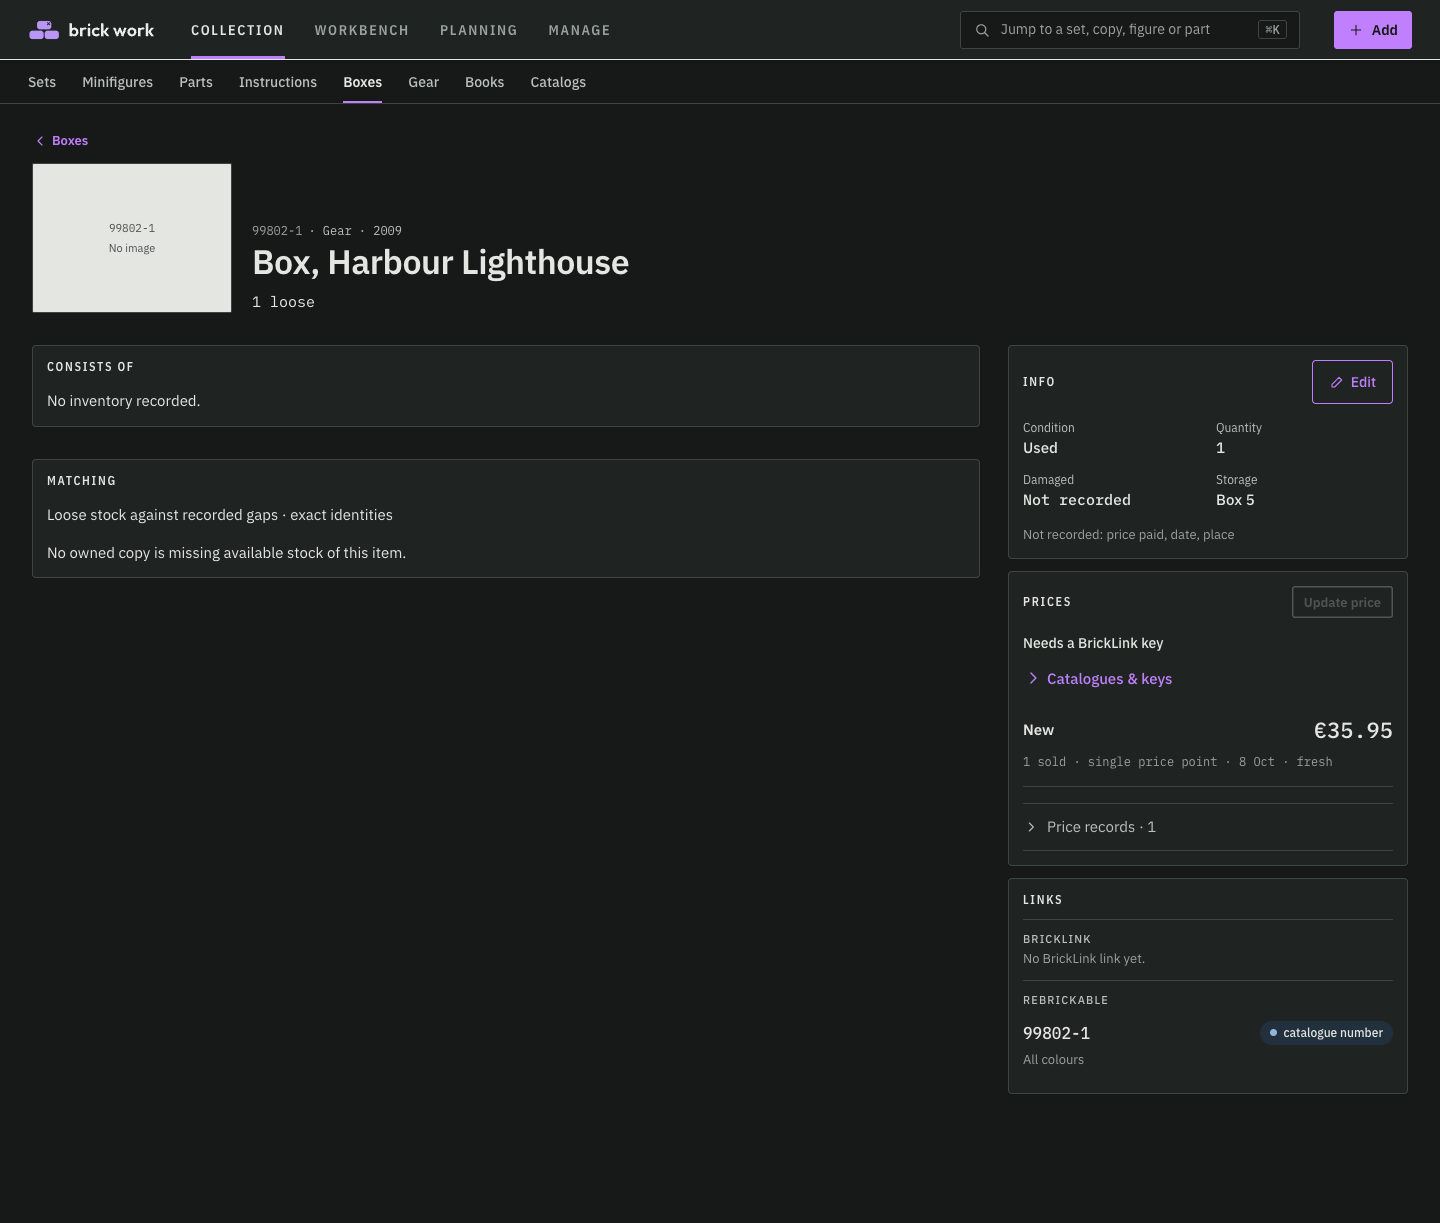 brick work
COLLECTION
WORKBENCH
PLANNING
MANAGE
Jump to a set, copy, figure or part
⌘K
Add
Sets
Minifigures
Parts
Instructions
Boxes
Gear
Books
Catalogs
Boxes
99802-1
No image
99802-1 · Gear · 2009
Box, Harbour Lighthouse
1 loose
CONSISTS OF
No inventory recorded.
MATCHING
Loose stock against recorded gaps · exact identities
No owned copy is missing available stock of this item.
INFO
Edit
Condition
Used
Quantity
1
Damaged
Not recorded
Storage
Box 5
Not recorded: price paid, date, place
PRICES
Update price
Needs a BrickLink key
Catalogues & keys
New
€35.95
1 sold · single price point · 8 Oct · fresh
Price records · 1
LINKS
BRICKLINK
No BrickLink link yet.
REBRICKABLE
99802-1
catalogue number
All colours